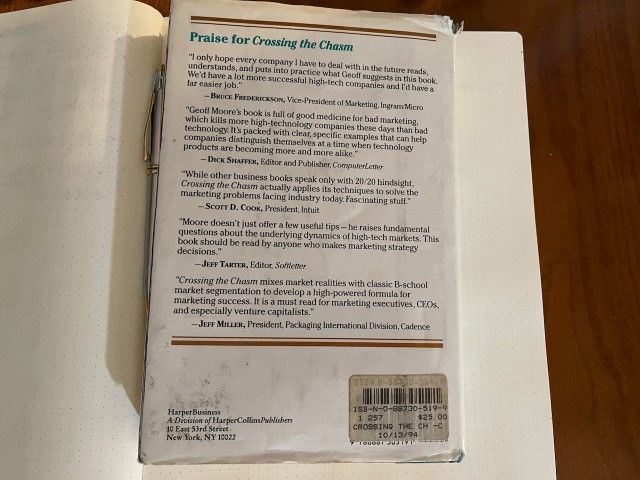 Praise for Crossing the Chasm
"I only hope every company I have to deal with in the future reads,
understands, and puts into practice what Geoff suggests in this book.
We'd have a lot more successful high-tech companies and I'd have a
far easier job."
—BRUCE FREDERICKSON, Vice-President of Marketing, Ingram/Micro
"Geoff Moore's book is full of good medicine for bad marketing,
which kills more high-technology companies these days than bad
technology. It's packed with clear, specific examples that can help
companies distinguish themselves at a time when technology
products are becoming more and more alike."
—DICK SHAFFER, Editor and Publisher, ComputerLetter
"While other business books speak only with 20/20 hindsight,
Crossing the Chasm actually applies its techniques to solve the
marketing problems facing industry today. Fascinating stuff."
—SCOTT D. COOK, President, Intuit
"Moore doesn't just offer a few useful tips—he raises fundamental
questions about the underlying dynamics of high-tech markets. This
book should be read by anyone who makes marketing strategy
decisions."
—JEFF TARTER, Editor, Softletter
"Crossing the Chasm mixes market realities with classic B-school
market segmentation to develop a high-powered formula for
marketing success. It is a must read for marketing executives, CEOs,
and especially venture capitalists."
—JEFF MILLER, President, Packaging International Division, Cadence
HarperBusiness
A Division of HarperCollinsPublishers
10 East 53rd Street
New York, NY 10022
ISB-N-0-88730-519-9
1 257 $25.00
CROSSING THE CH -C
10/13/94